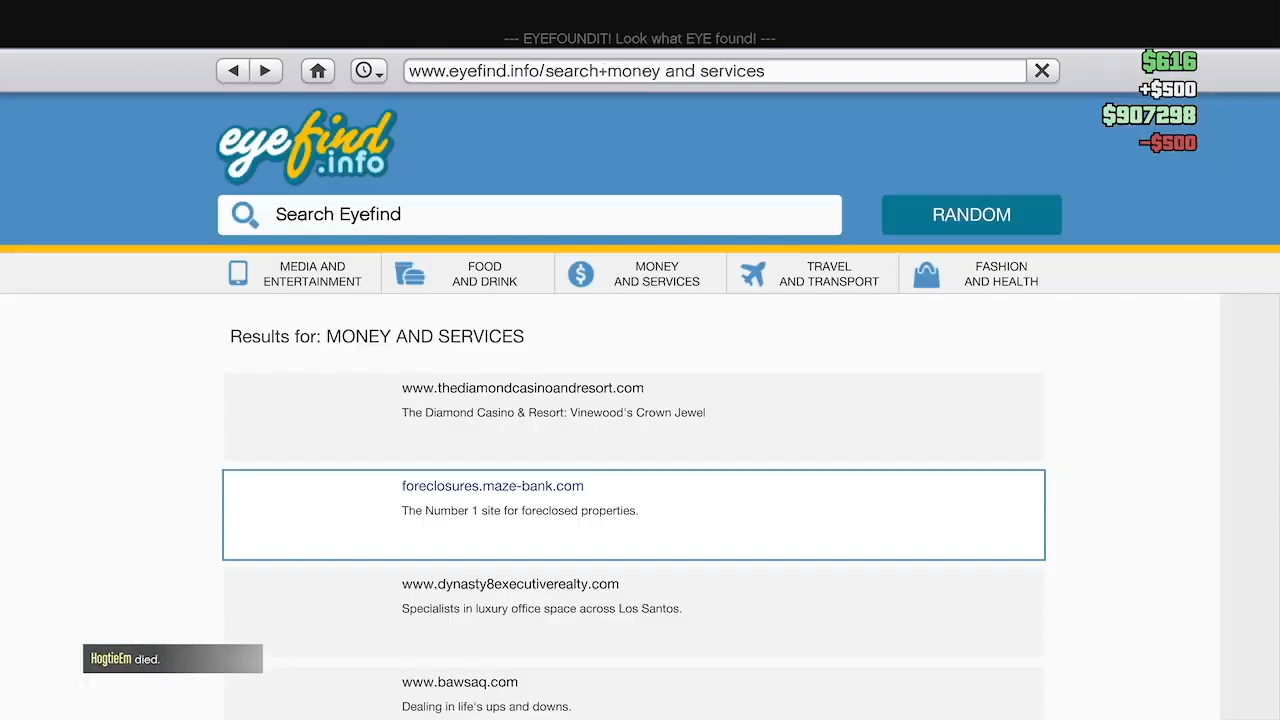 --- EYEFOUNDIT! Look what EYE found! ---
www.eyefind.info/search+money and services
$616
+$500
$907298
-$500
eyefind
.info
Search Eyefind
RANDOM
MEDIA AND
ENTERTAINMENT
FOOD
AND DRINK
MONEY
AND SERVICES
TRAVEL
AND TRANSPORT
FASHION
AND HEALTH
Results for: MONEY AND SERVICES
www.thediamondcasinoandresort.com
The Diamond Casino & Resort: Vinewood's Crown Jewel
foreclosures.maze-bank.com
The Number 1 site for foreclosed properties.
www.dynasty8executiverealty.com
Specialists in luxury office space across Los Santos.
HogtieEm died.
www.bawsaq.com
Dealing in life's ups and downs.